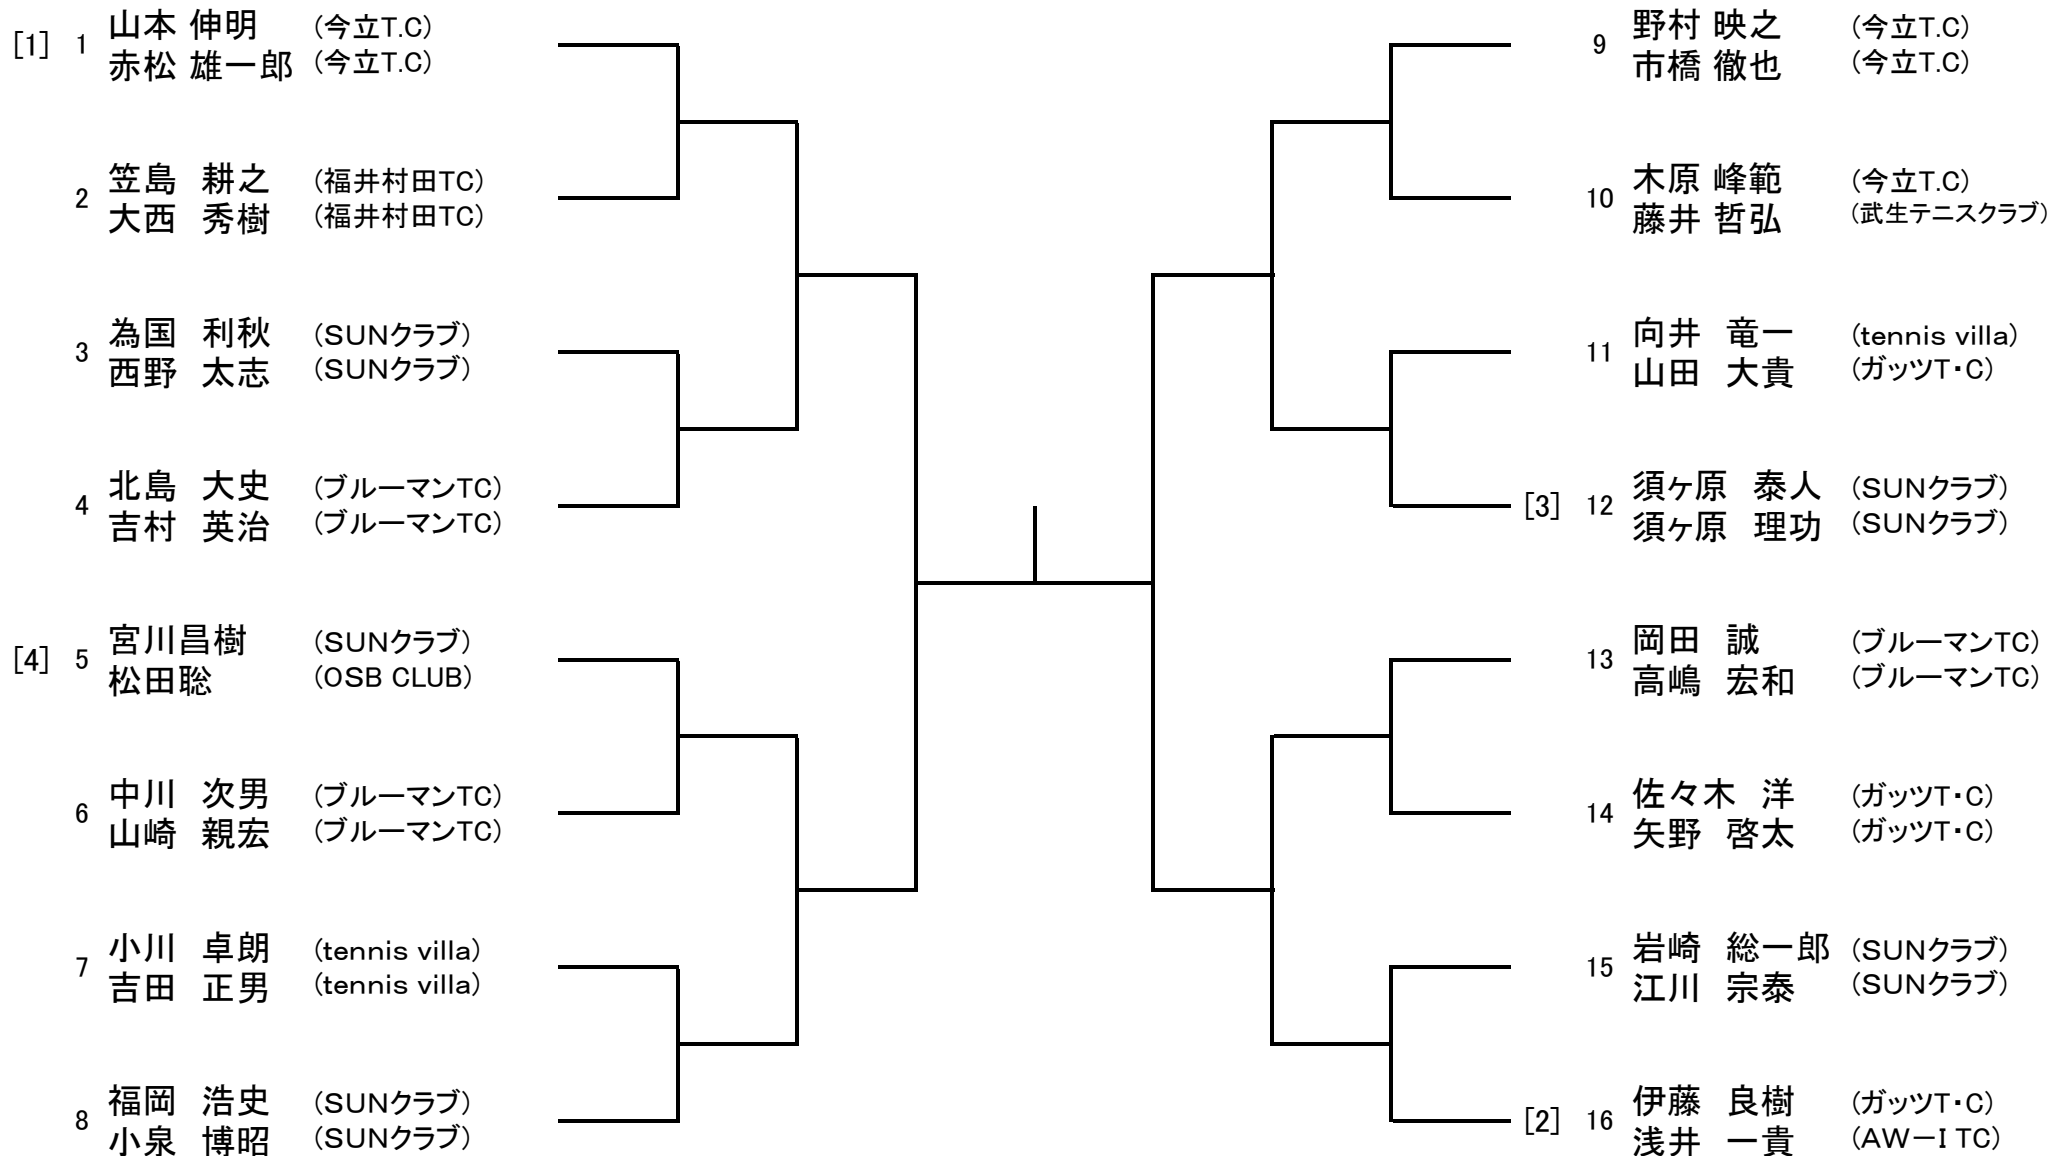 [1] 1 山本 伸明 (今立T.C)
赤松 雄一郎 (今立T.C)
2 笠島 耕之 (福井村田TC)
大西 秀樹 (福井村田TC)
3 為国 利秋 (SUNクラブ)
西野 太志 (SUNクラブ)
4 北島 大史 (ブルーマンTC)
吉村 英治 (ブルーマンTC)
[4] 5 宮川昌樹 (SUNクラブ)
松田聡 (OSB CLUB)
6 中川 次男 (ブルーマンTC)
山崎 親宏 (ブルーマンTC)
7 小川 卓朗 (tennis villa)
吉田 正男 (tennis villa)
8 福岡 浩史 (SUNクラブ)
小泉 博昭 (SUNクラブ)
9 野村 映之 (今立T.C)
市橋 徹也 (今立T.C)
10 木原 峰範 (今立T.C)
藤井 哲弘 (武生テニスクラブ)
11 向井 竜一 (tennis villa)
山田 大貴 (ガッツT・C)
[3] 12 須ヶ原 泰人 (SUNクラブ)
須ヶ原 理功 (SUNクラブ)
13 岡田 誠 (ブルーマンTC)
高嶋 宏和 (ブルーマンTC)
14 佐々木 洋 (ガッツT・C)
矢野 啓太 (ガッツT・C)
15 岩崎 総一郎 (SUNクラブ)
江川 宗泰 (SUNクラブ)
[2] 16 伊藤 良樹 (ガッツT・C)
浅井 一貴 (AW－I TC)